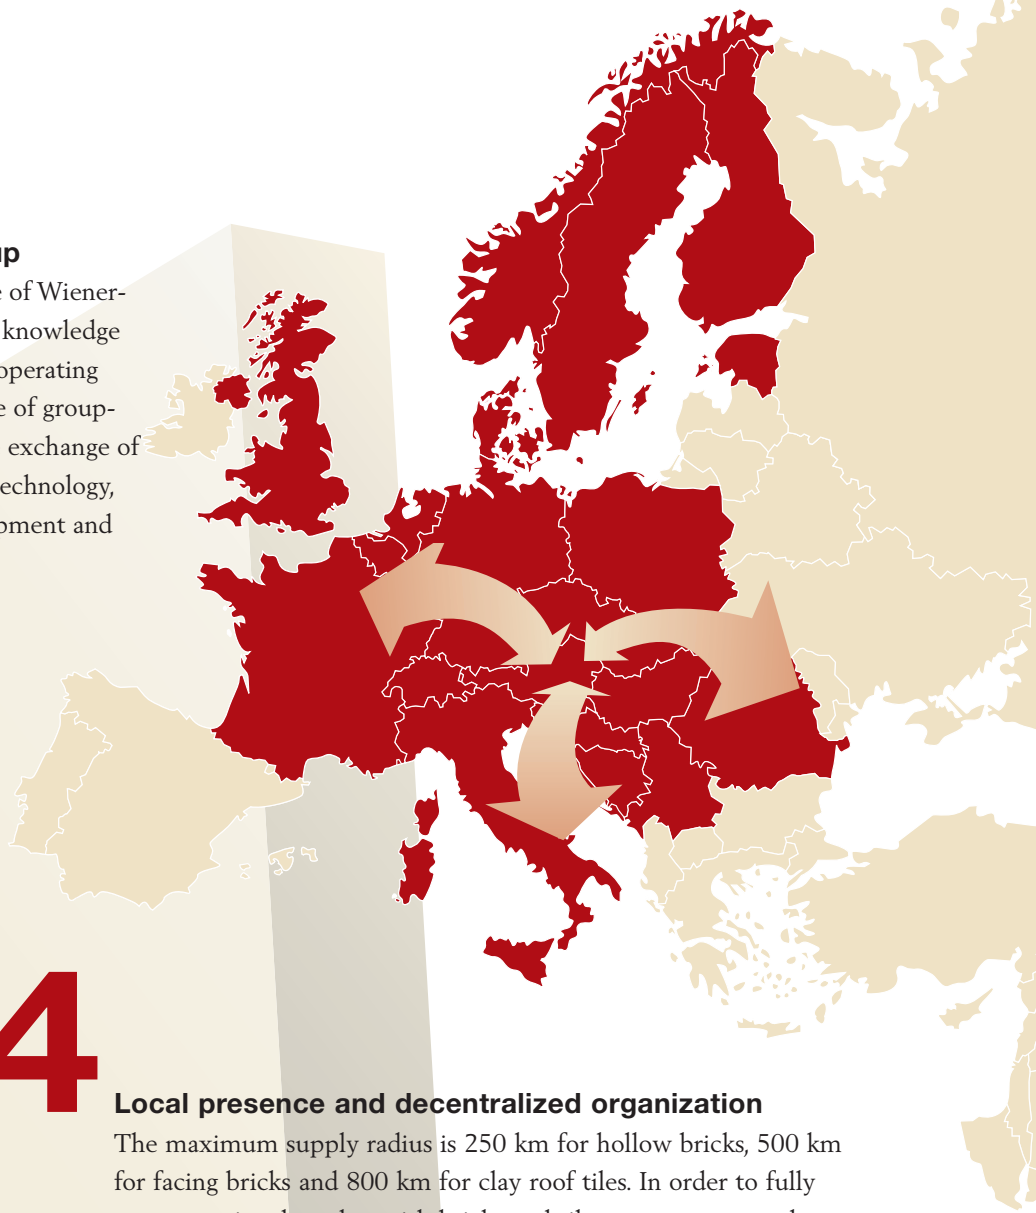 of Wiener-
knowledge
operating
of group-
exchange of
echnology,
and
4
Local presence and decentralized organization
The maximum supply radius is 250 km for hollow bricks, 500 km
for facing bricks and 800 km for clay roof tiles. In order to fully